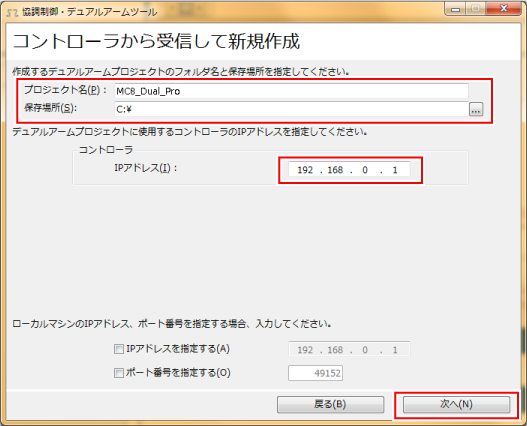 協調制御・デュアルアームツール
コントローラから受信して新規作成
作成するデュアルアームプロジェクトのフォルダ名と保存場所を指定してください。
プロジェクト名(P)： MC8_Dual_Pro
保存場所(S)： C:¥ ...
デュアルアームプロジェクトに使用するコントローラのIPアドレスを指定してください。
コントローラ
IPアドレス(I)： 192 . 168 . 0 . 1
ローカルマシンのIPアドレス、ポート番号を指定する場合、入力してください。
IPアドレスを指定する(A) 192 . 168 . 0 . 1
ポート番号を指定する(O) 49152
戻る(B) 次へ(N)